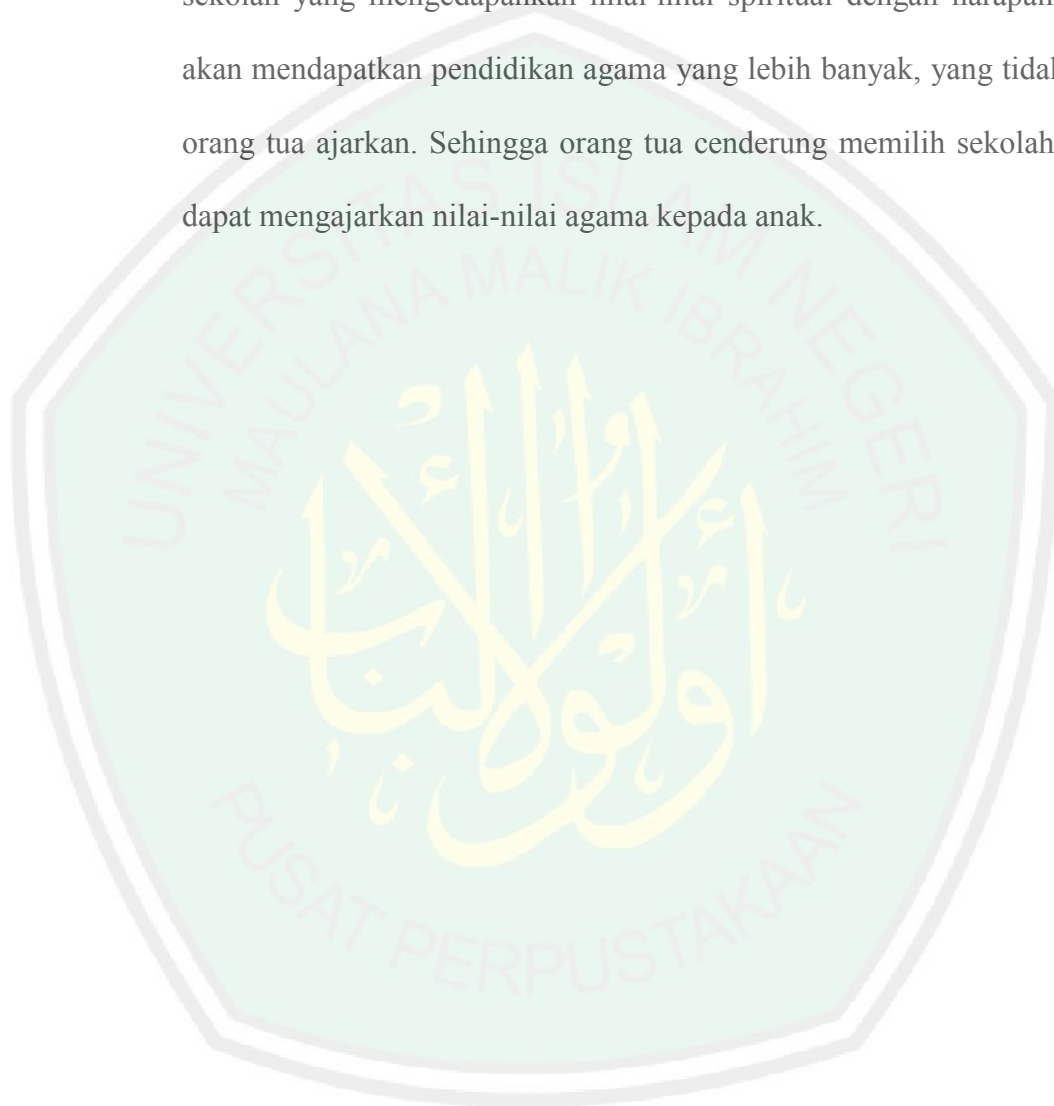 sekolah yang mengedapankan nilai-nilai spiritual dengan harapan
akan mendapatkan pendidikan agama yang lebih banyak, yang
orang tua ajarkan. Sehingga orang tua cenderung memilih sekolah
dapat mengajarkan nilai-nilai agama kepada anak.
UNIVERSITAS ISLAM NEGERI
MAULANA MALIK IBRAHIM
أولوا الألباب
PUSAT PERPUSTAKAAN